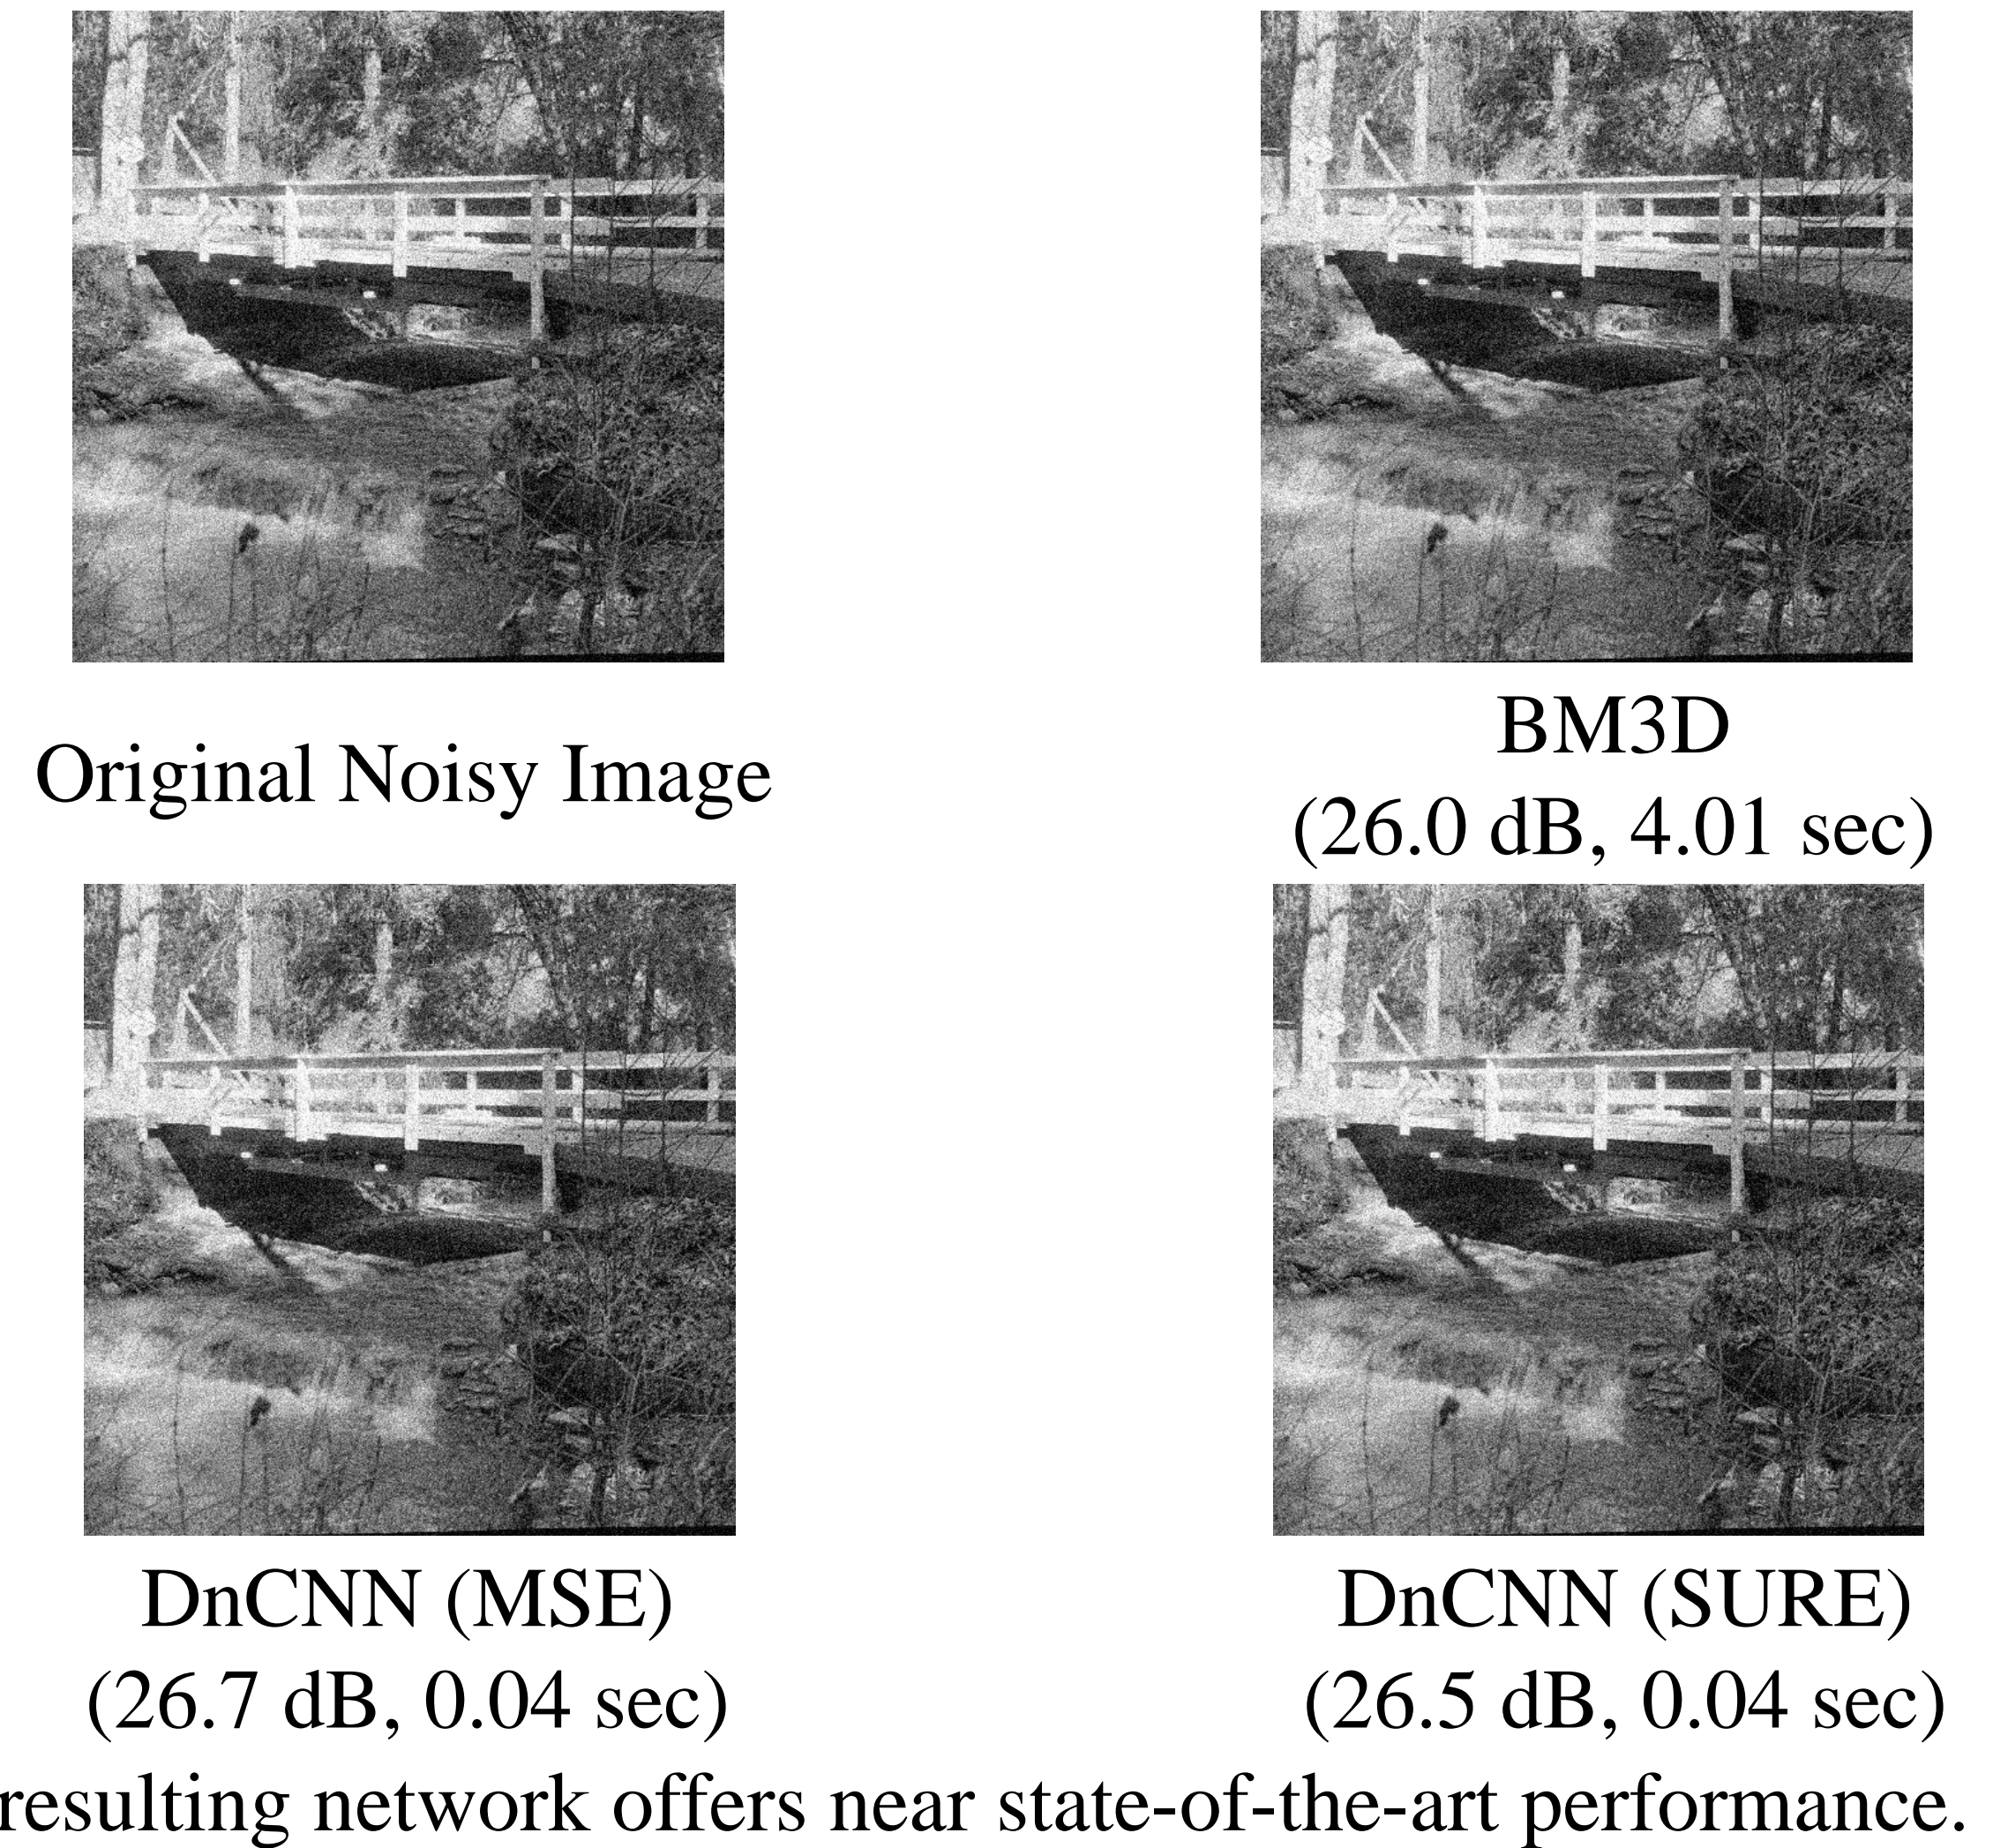 Original Noisy Image
BM3D
(26.0 dB, 4.01 sec)
DnCNN (MSE)
(26.7 dB, 0.04 sec)
DnCNN (SURE)
(26.5 dB, 0.04 sec)
resulting network offers near state-of-the-art performance.